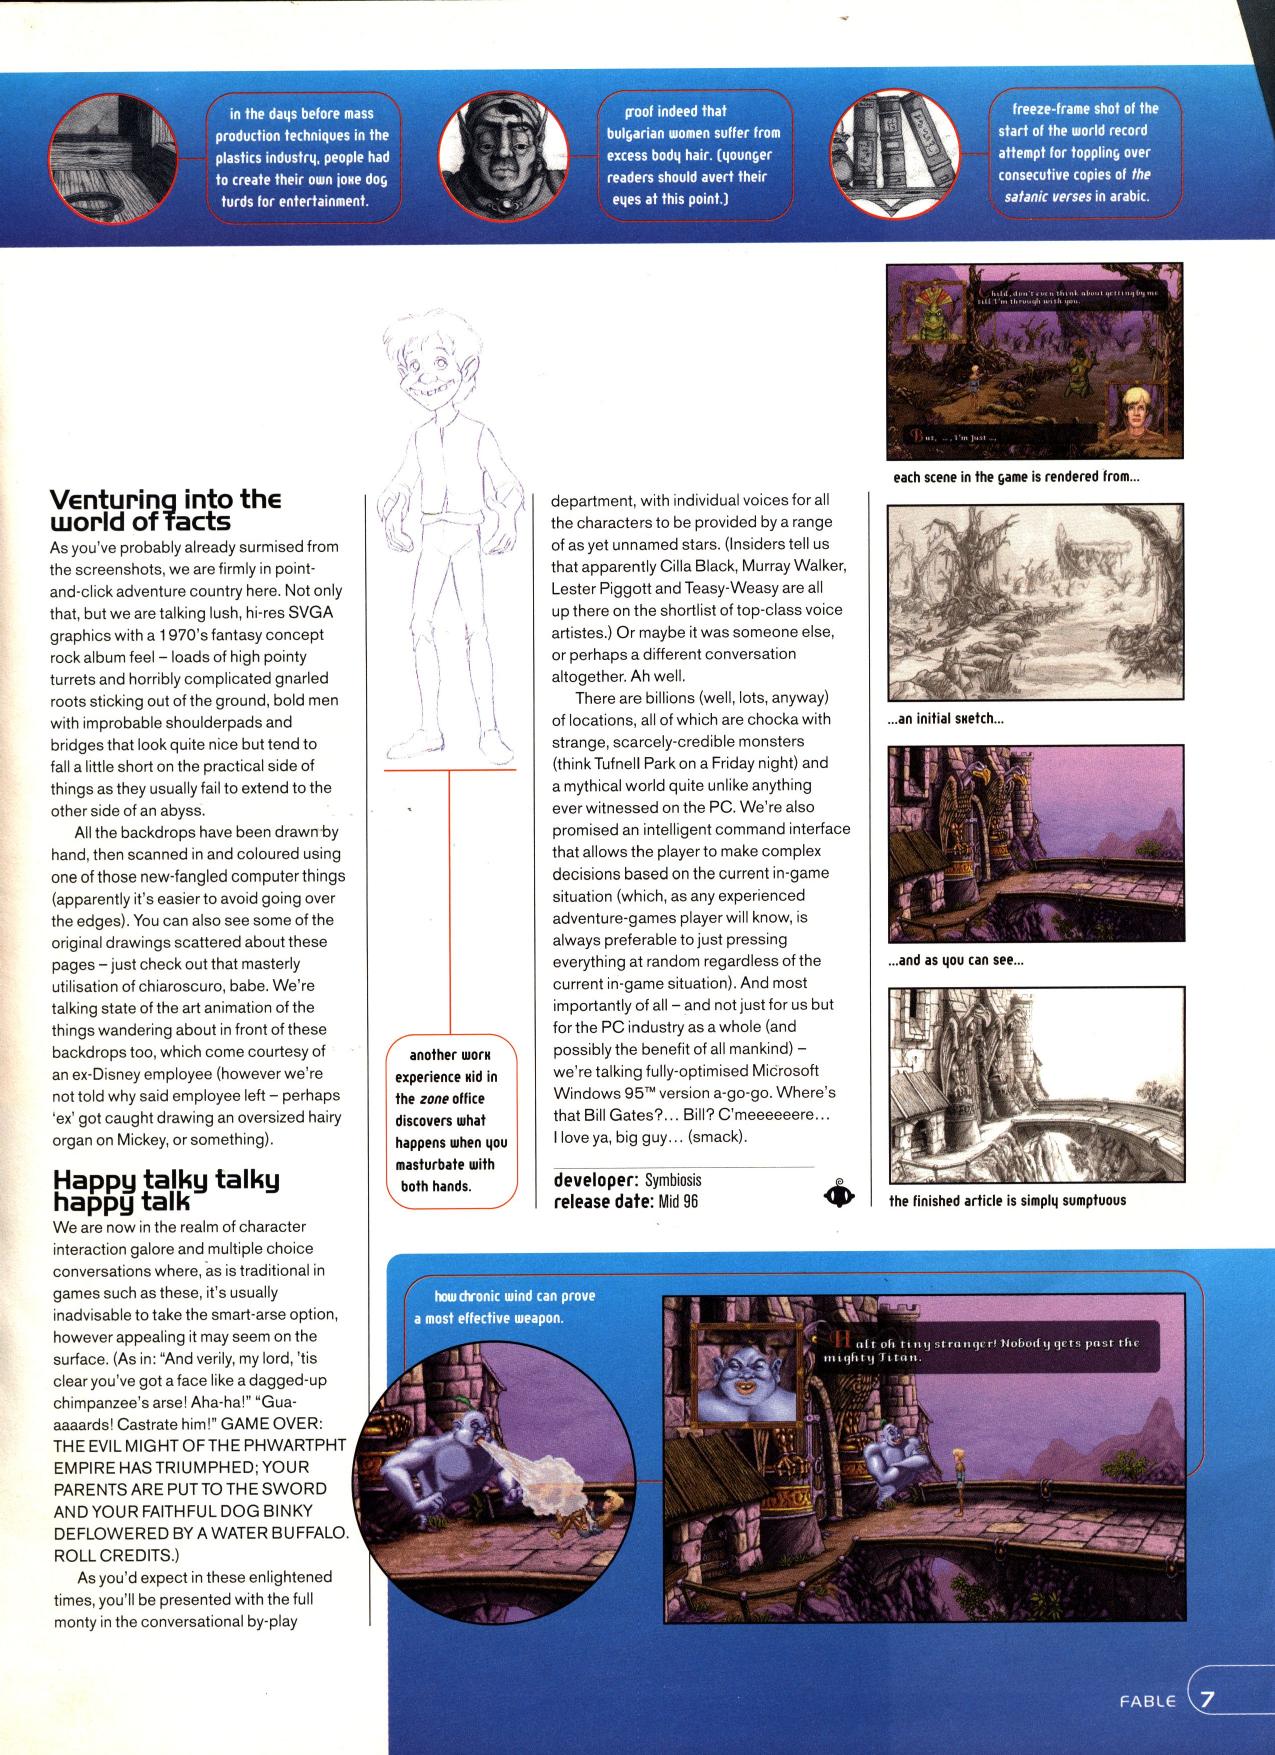 in the days before mass
production techniques in the
plastics industry, people had
to create their own joke dog
turds for entertainment.
proof indeed that
bulgarian women suffer from
excess body hair. (younger
readers should avert their
eyes at this point.)
freeze-frame shot of the
start of the world record
attempt for toppling over
consecutive copies of the
satanic verses in arabic.
Venturing into the
world of facts
As you've probably already surmised from
the screenshots, we are firmly in point-
and-click adventure country here. Not only
that, but we are talking lush, hi-res SVGA
graphics with a 1970's fantasy concept
rock album feel – loads of high pointy
turrets and horribly complicated gnarled
roots sticking out of the ground, bold men
with improbable shoulderpads and
bridges that look quite nice but tend to
fall a little short on the practical side of
things as they usually fail to extend to the
other side of an abyss.
All the backdrops have been drawn by
hand, then scanned in and coloured using
one of those new-fangled computer things
(apparently it's easier to avoid going over
the edges). You can also see some of the
original drawings scattered about these
pages – just check out that masterly
utilisation of chiaroscuro, babe. We're
talking state of the art animation of the
things wandering about in front of these
backdrops too, which come courtesy of
an ex-Disney employee (however we're
not told why said employee left – perhaps
'ex' got caught drawing an oversized hairy
organ on Mickey, or something).
Happy talky talky
happy talk
We are now in the realm of character
interaction galore and multiple choice
conversations where, as is traditional in
games such as these, it's usually
inadvisable to take the smart-arse option,
however appealing it may seem on the
surface. (As in: "And verily, my lord, 'tis
clear you've got a face like a dagged-up
chimpanzee's arse! Aha-ha!" "Gua-
aaaards! Castrate him!" GAME OVER:
THE EVIL MIGHT OF THE PHWARTPHT
EMPIRE HAS TRIUMPHED; YOUR
PARENTS ARE PUT TO THE SWORD
AND YOUR FAITHFUL DOG BINKY
DEFLOWERED BY A WATER BUFFALO.
ROLL CREDITS.)
As you'd expect in these enlightened
times, you'll be presented with the full
monty in the conversational by-play
another work
experience kid in
the zone office
discovers what
happens when you
masturbate with
both hands.
department, with individual voices for all
the characters to be provided by a range
of as yet unnamed stars. (Insiders tell us
that apparently Cilla Black, Murray Walker,
Lester Piggott and Teasy-Weasy are all
up there on the shortlist of top-class voice
artistes.) Or maybe it was someone else,
or perhaps a different conversation
altogether. Ah well.
There are billions (well, lots, anyway)
of locations, all of which are chocka with
strange, scarcely-credible monsters
(think Tufnell Park on a Friday night) and
a mythical world quite unlike anything
ever witnessed on the PC. We're also
promised an intelligent command interface
that allows the player to make complex
decisions based on the current in-game
situation (which, as any experienced
adventure-games player will know, is
always preferable to just pressing
everything at random regardless of the
current in-game situation). And most
importantly of all – and not just for us but
for the PC industry as a whole (and
possibly the benefit of all mankind) –
we're talking fully-optimised Microsoft
Windows 95™ version a-go-go. Where's
that Bill Gates?... Bill? C'meeeeeere...
I love ya, big guy... (smack).
developer: Symbiosis
release date: Mid 96
Child, don't even think about getting by me
till I'm through with you.
But, ..., I'm just ...,
each scene in the game is rendered from...
...an initial sketch...
...and as you can see...
the finished article is simply sumptuous
how chronic wind can prove
a most effective weapon.
Halt oh tiny stranger! Nobody gets past the
mighty Titan.
FABLE 7